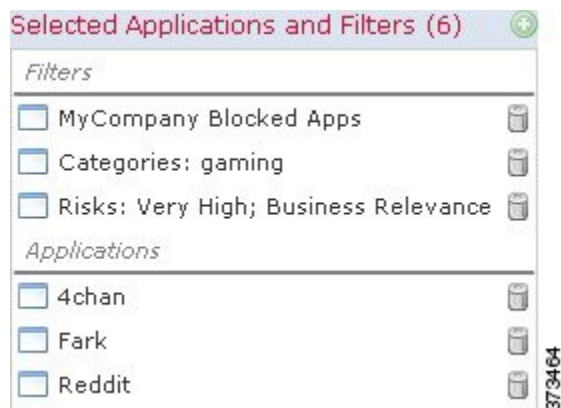 Selected Applications and Filters (6)
Filters
MyCompany Blocked Apps
Categories: gaming
Risks: Very High; Business Relevance
Applications
4chan
Fark
Reddit
373464